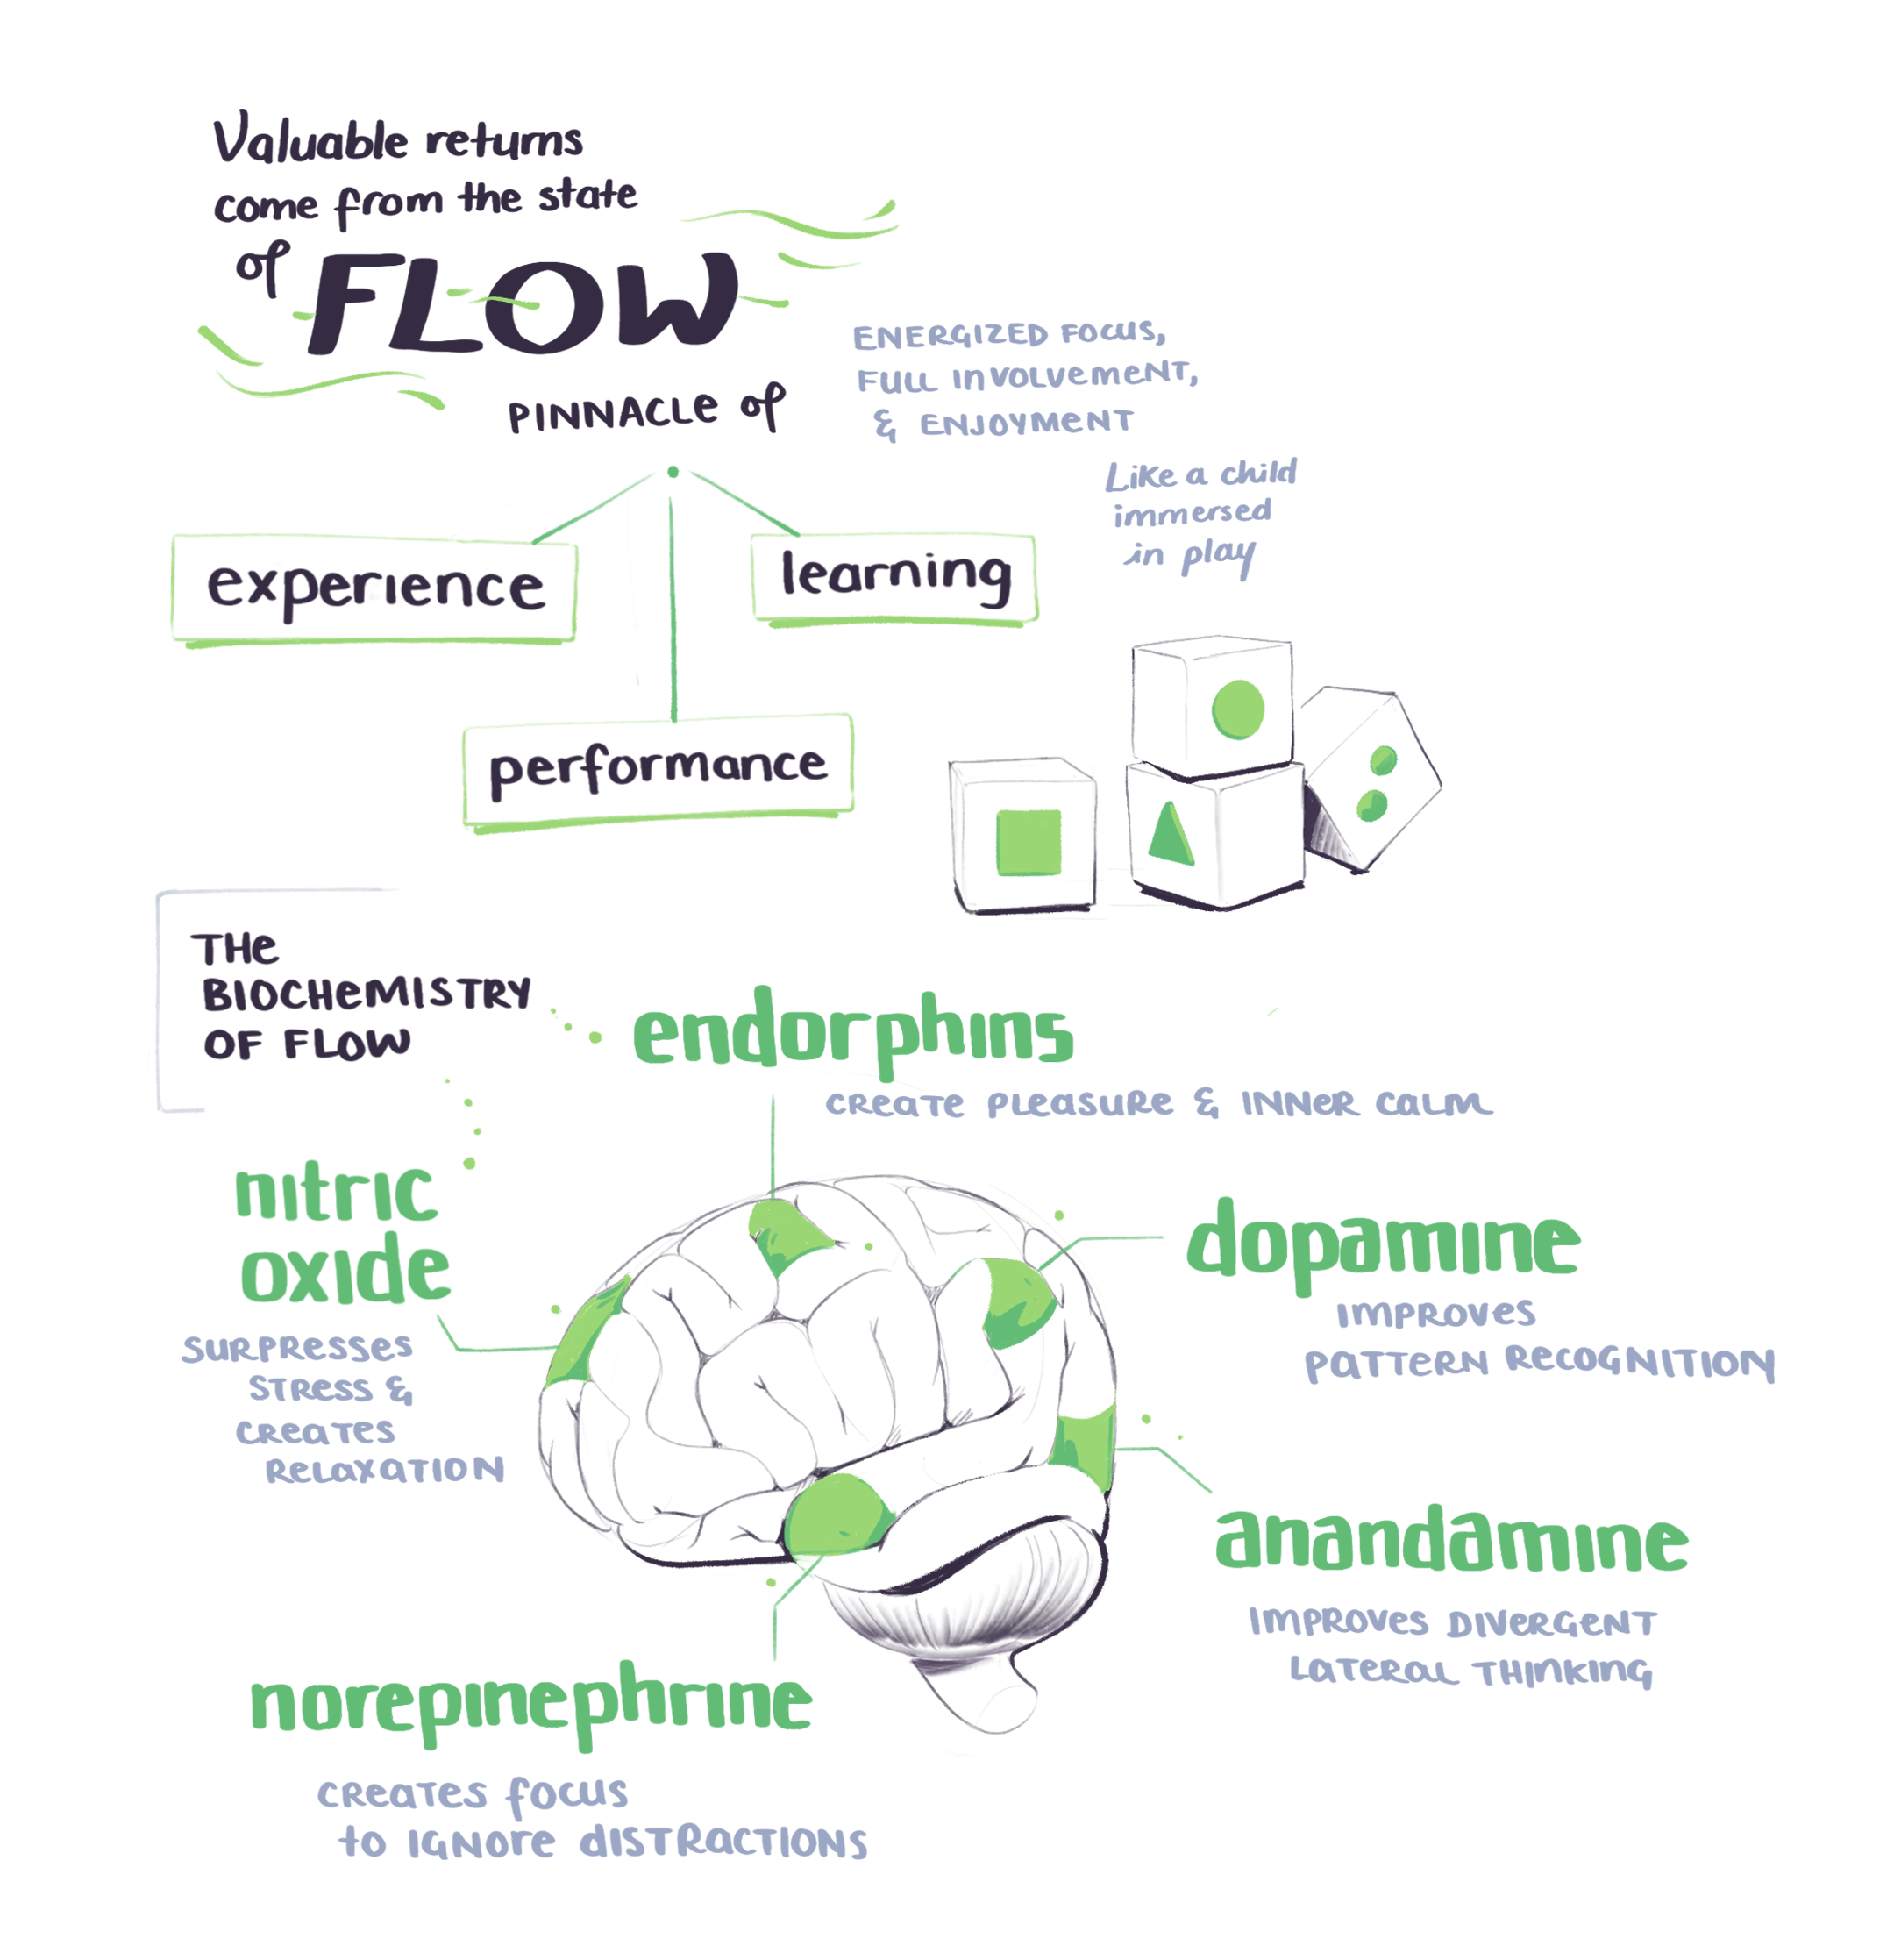 Valuable returns
come from the state
of FLOW
PINNACLE of
ENERGIZED FOCUS,
FULL INVOLVEMENT,
& ENJOYMENT
Like a child
immersed
in play
experience
learning
performance
THE
BIOCHEMISTRY
OF FLOW
endorphins
CREATE PLEASURE & INNER CALM
nitric
oxide
SURPRESSES
STRESS &
CREATES
RELAXATION
dopamine
IMPROVES
PATTERN RECOGNITION
anandamine
IMPROVES DIVERGENT
LATERAL THINKING
norepinephrine
CREATES focus
to IGNORE DISTRACTIONS